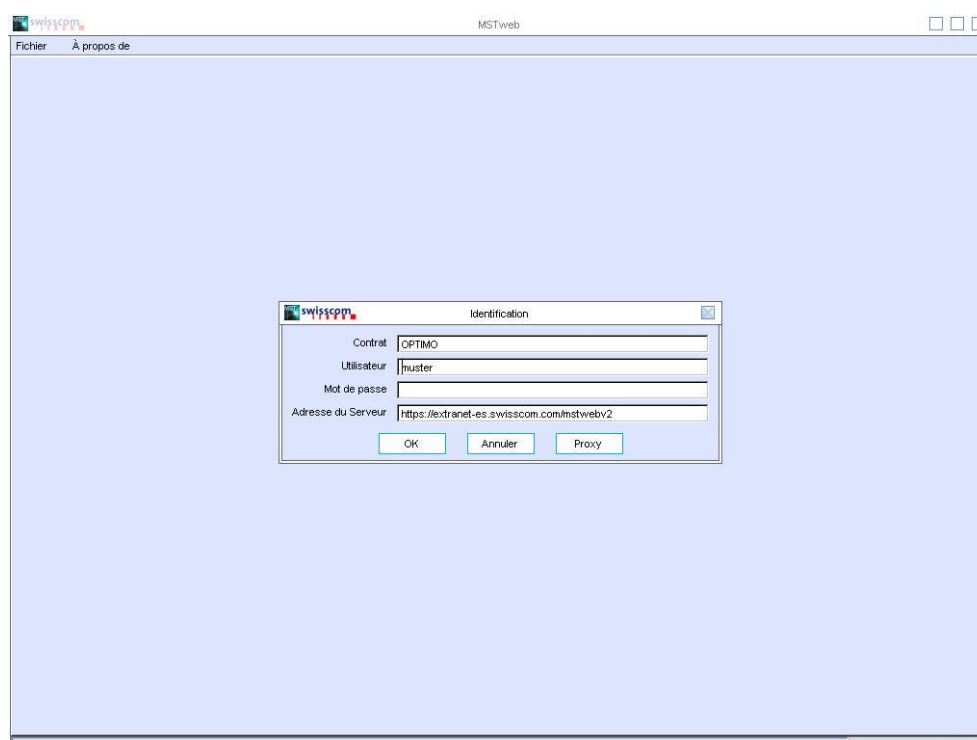 swisscom
MSTweb
Fichier À propos de
swisscom
Identification
Contrat OPTIMO
Utilisateur muster
Mot de passe
Adresse du Serveur https://extranet-es.swisscom.com/mstwebv2
OK Annuler Proxy